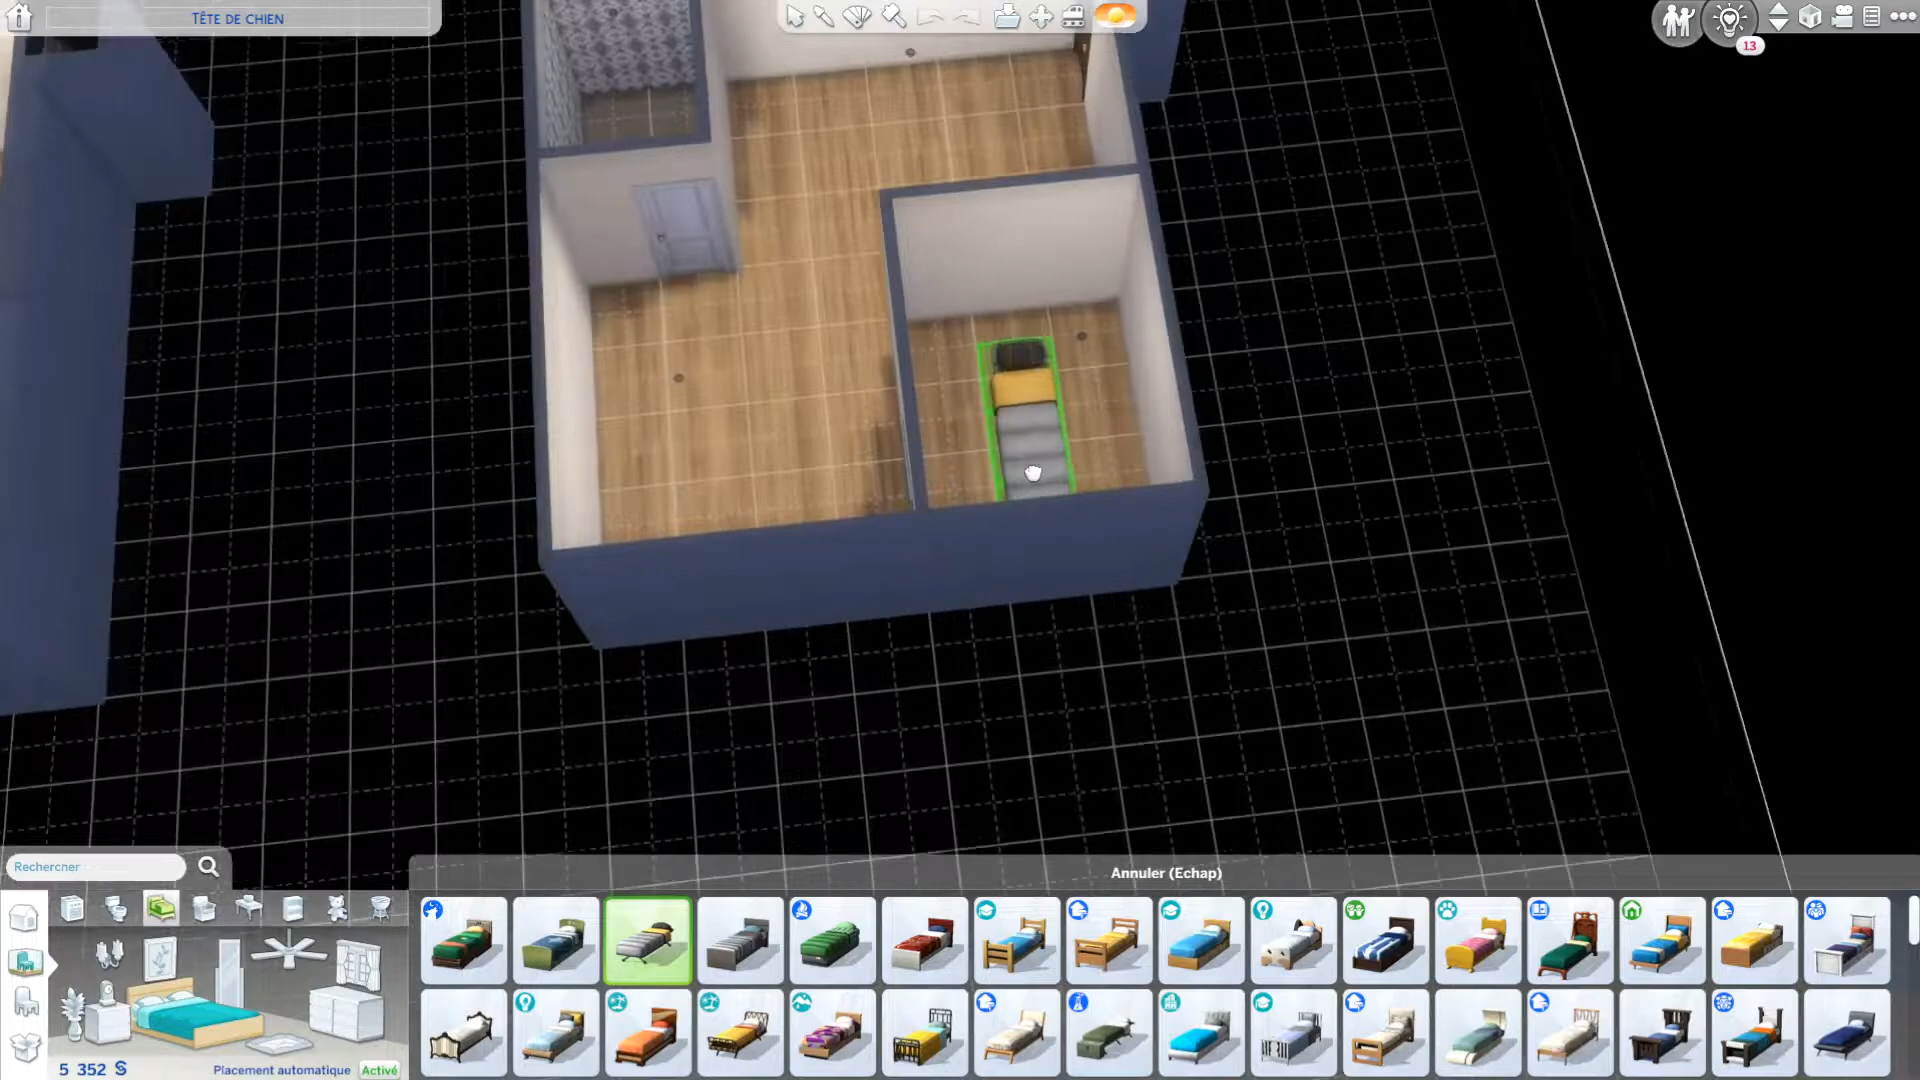 TÊTE DE CHIEN
13
Annuler (Echap)
Rechercner
5 352 §
Placement automatique Activé